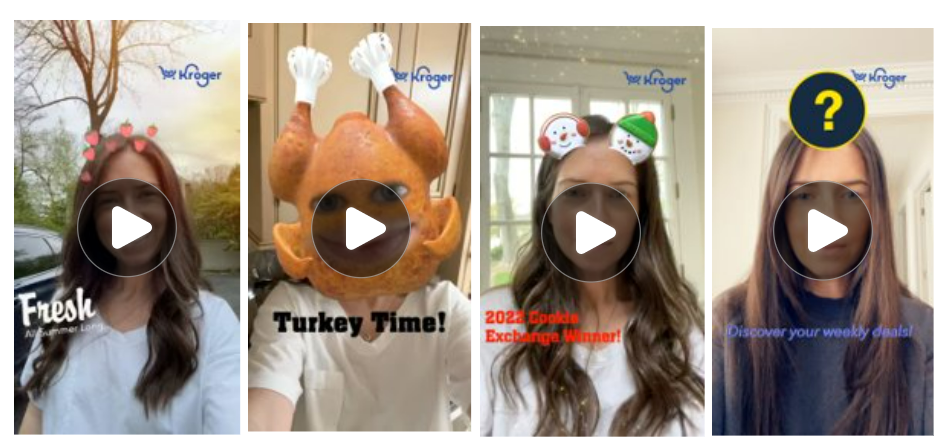 Kroger
Fresh
All Summer Long
Kroger
Turkey Time!
Kroger
2023 Cookie
Exchange Winner!
Kroger
?
Discover your weekly deals!